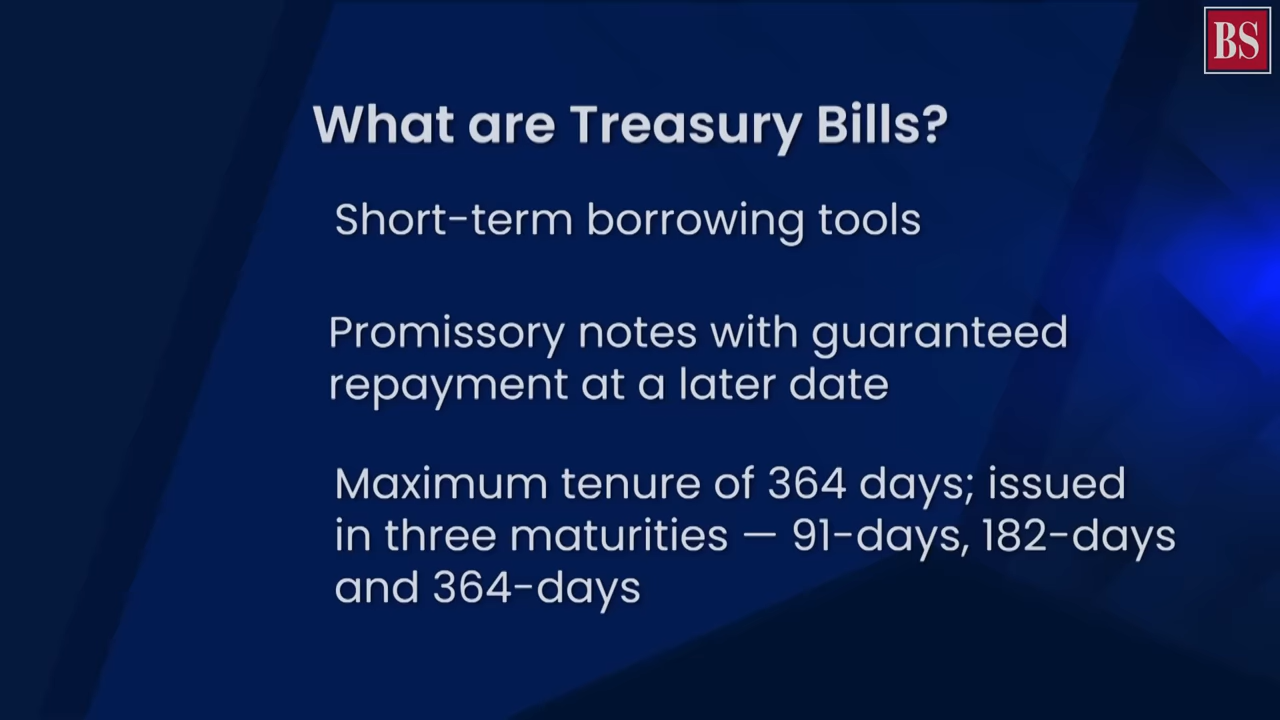 BS
What are Treasury Bills?
Short-term borrowing tools
Promissory notes with guaranteed
repayment at a later date
Maximum tenure of 364 days; issued
in three maturities — 91-days, 182-days
and 364-days